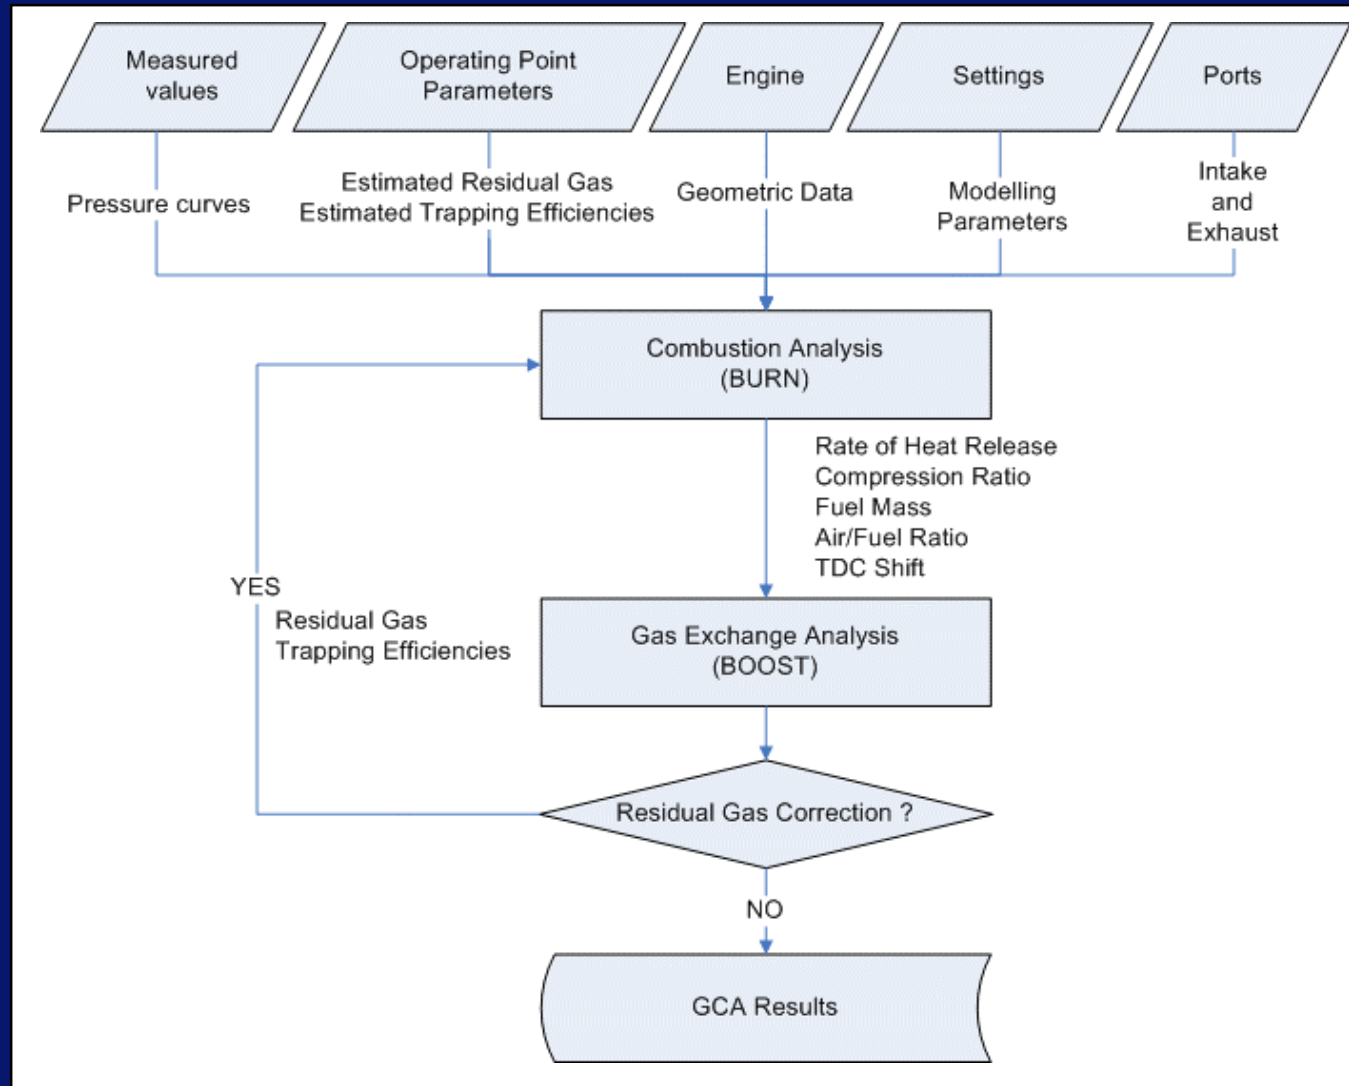 Measured
values
Operating Point
Parameters
Engine
Settings
Ports
Pressure curves
Estimated Residual Gas
Estimated Trapping Efficiencies
Geometric Data
Modelling
Parameters
Intake
and
Exhaust
Combustion Analysis
(BURN)
Rate of Heat Release
Compression Ratio
Fuel Mass
Air/Fuel Ratio
TDC Shift
YES
Residual Gas
Trapping Efficiencies
Gas Exchange Analysis
(BOOST)
Residual Gas Correction ?
NO
GCA Results